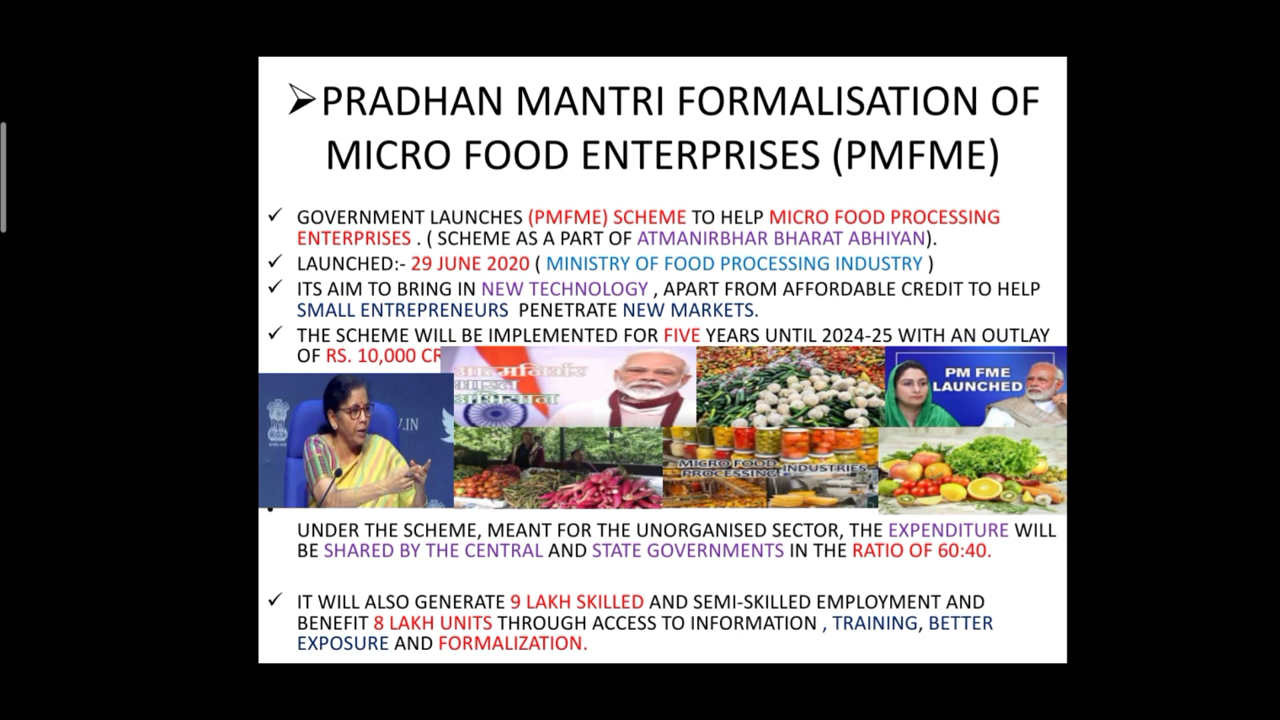 ➢PRADHAN MANTRI FORMALISATION OF
MICRO FOOD ENTERPRISES (PMFME)
✓ GOVERNMENT LAUNCHES (PMFME) SCHEME TO HELP MICRO FOOD PROCESSING
ENTERPRISES . ( SCHEME AS A PART OF ATMANIRBHAR BHARAT ABHIYAN).
✓ LAUNCHED:- 29 JUNE 2020 ( MINISTRY OF FOOD PROCESSING INDUSTRY )
✓ ITS AIM TO BRING IN NEW TECHNOLOGY , APART FROM AFFORDABLE CREDIT TO HELP
SMALL ENTREPRENEURS PENETRATE NEW MARKETS.
✓ THE SCHEME WILL BE IMPLEMENTED FOR FIVE YEARS UNTIL 2024-25 WITH AN OUTLAY
OF RS. 10,000 CR
आत्मनिर्भर
भारत
अभियान
PM FME
LAUNCHED
.IN
MICRO FOOD INDUSTRIES
PROCESSING
UNDER THE SCHEME, MEANT FOR THE UNORGANISED SECTOR, THE EXPENDITURE WILL
BE SHARED BY THE CENTRAL AND STATE GOVERNMENTS IN THE RATIO OF 60:40.
✓ IT WILL ALSO GENERATE 9 LAKH SKILLED AND SEMI-SKILLED EMPLOYMENT AND
BENEFIT 8 LAKH UNITS THROUGH ACCESS TO INFORMATION , TRAINING, BETTER
EXPOSURE AND FORMALIZATION.